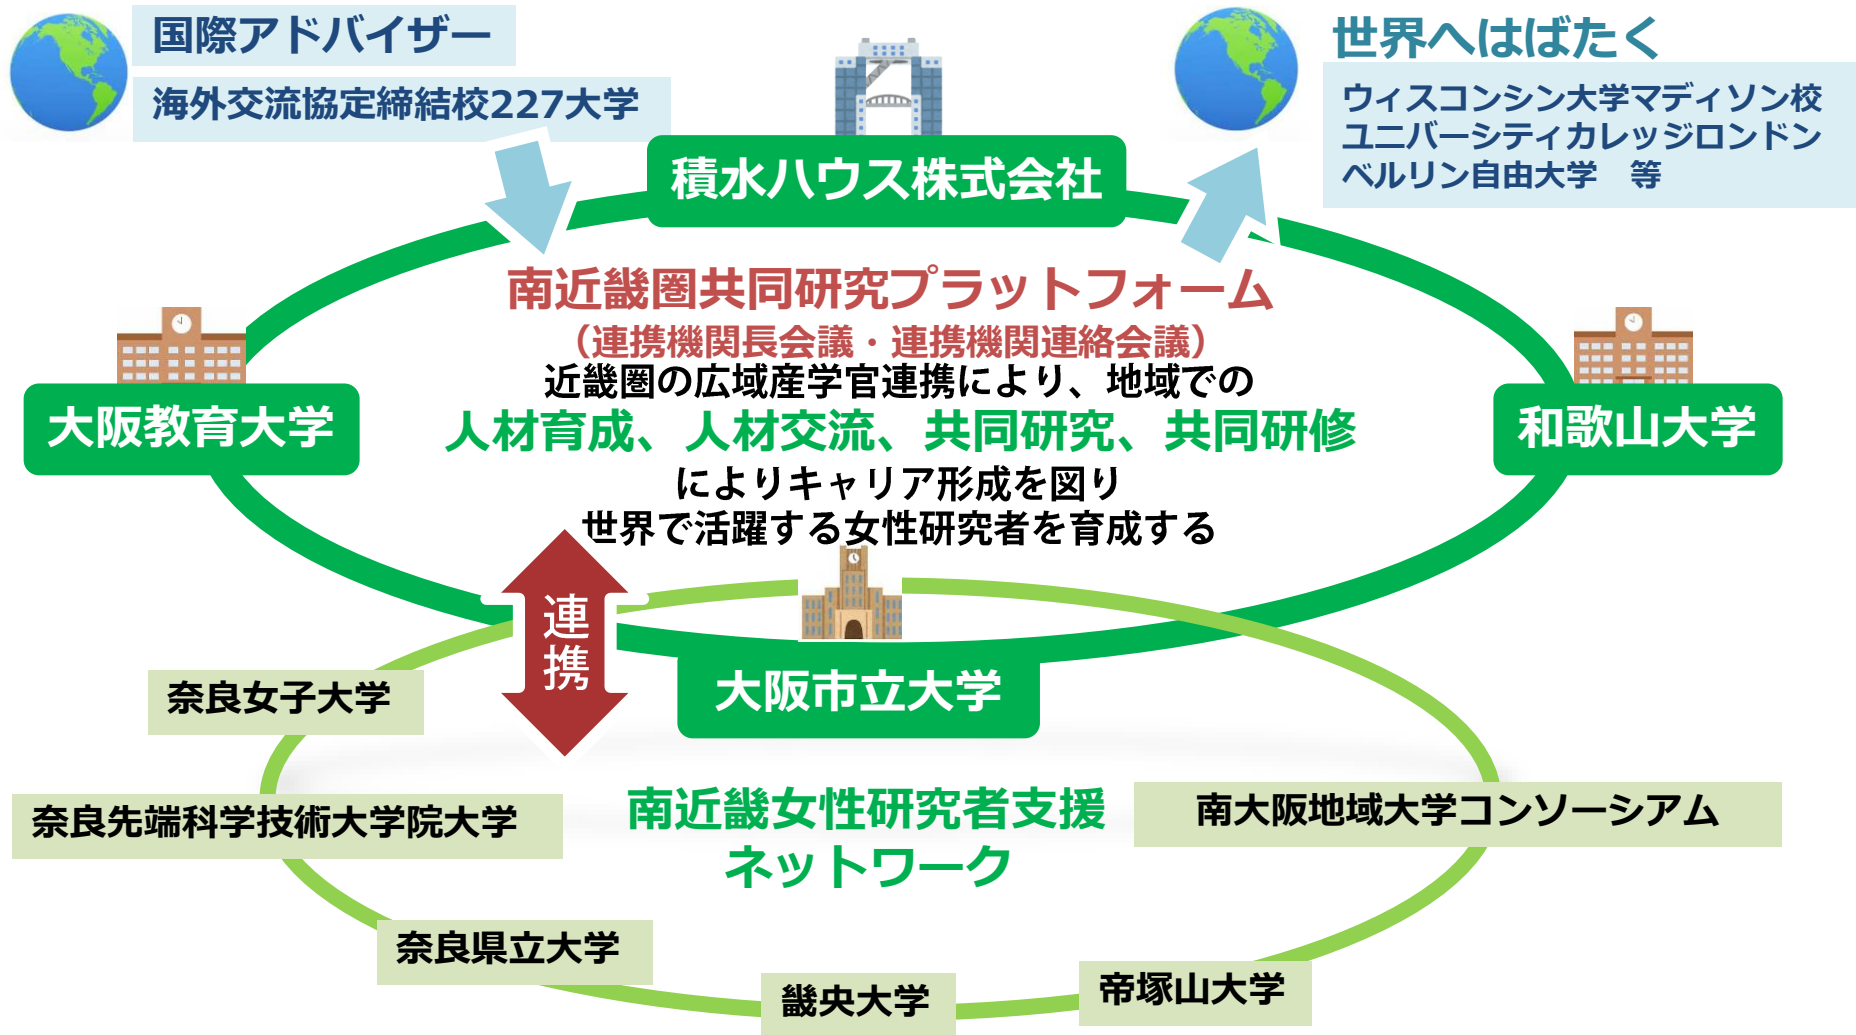 国際アドバイザー
海外交流協定締結校227大学
世界へはばたく
ウィスコンシン大学マディソン校
ユニバーシティカレッジロンドン
ベルリン自由大学　等
積水ハウス株式会社
南近畿圏共同研究プラットフォーム
（連携機関長会議・連携機関連絡会議）
近畿圏の広域産学官連携により、地域での
人材育成、人材交流、共同研究、共同研修
によりキャリア形成を図り
世界で活躍する女性研究者を育成する
大阪教育大学
和歌山大学
連携
大阪市立大学
奈良女子大学
奈良先端科学技術大学院大学
南近畿女性研究者支援
ネットワーク
南大阪地域大学コンソーシアム
奈良県立大学
畿央大学
帝塚山大学